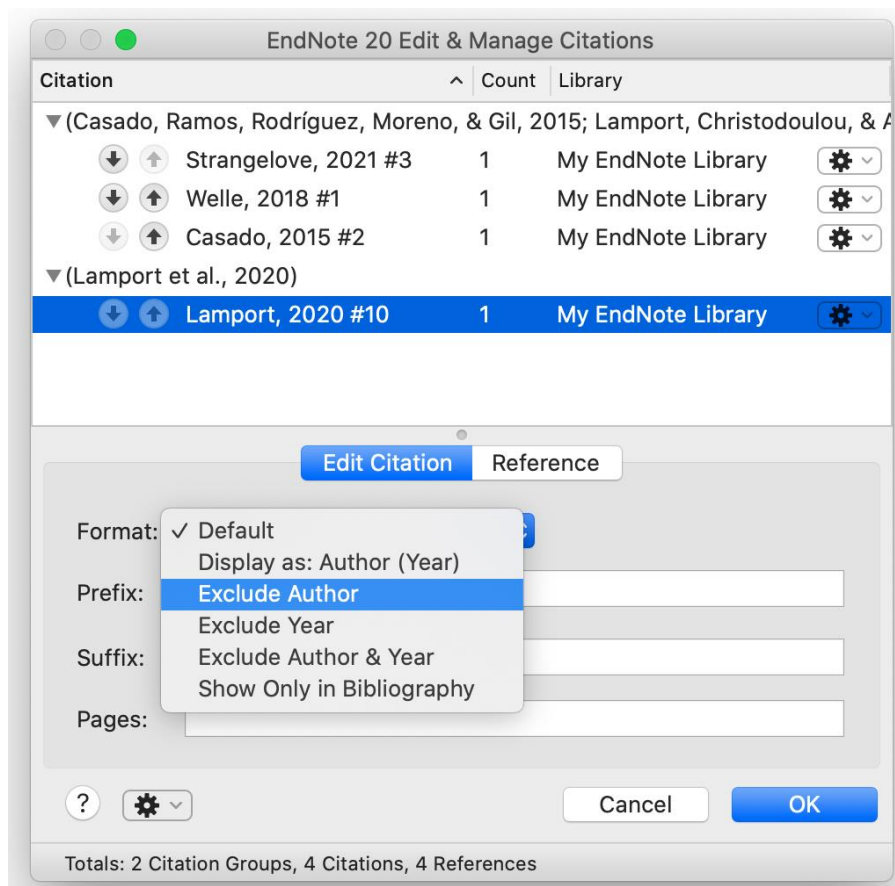 EndNote 20 Edit & Manage Citations
Citation Count Library
(Casado, Ramos, Rodríguez, Moreno, & Gil, 2015; Lamport, Christodoulou, & A
Strangelove, 2021 #3 1 My EndNote Library
Welle, 2018 #1 1 My EndNote Library
Casado, 2015 #2 1 My EndNote Library
(Lamport et al., 2020)
Lamport, 2020 #10 1 My EndNote Library
Edit Citation Reference
Format: ✓ Default
Display as: Author (Year)
Prefix: Exclude Author
Exclude Year
Suffix: Exclude Author & Year
Show Only in Bibliography
Pages:
? Cancel OK
Totals: 2 Citation Groups, 4 Citations, 4 References